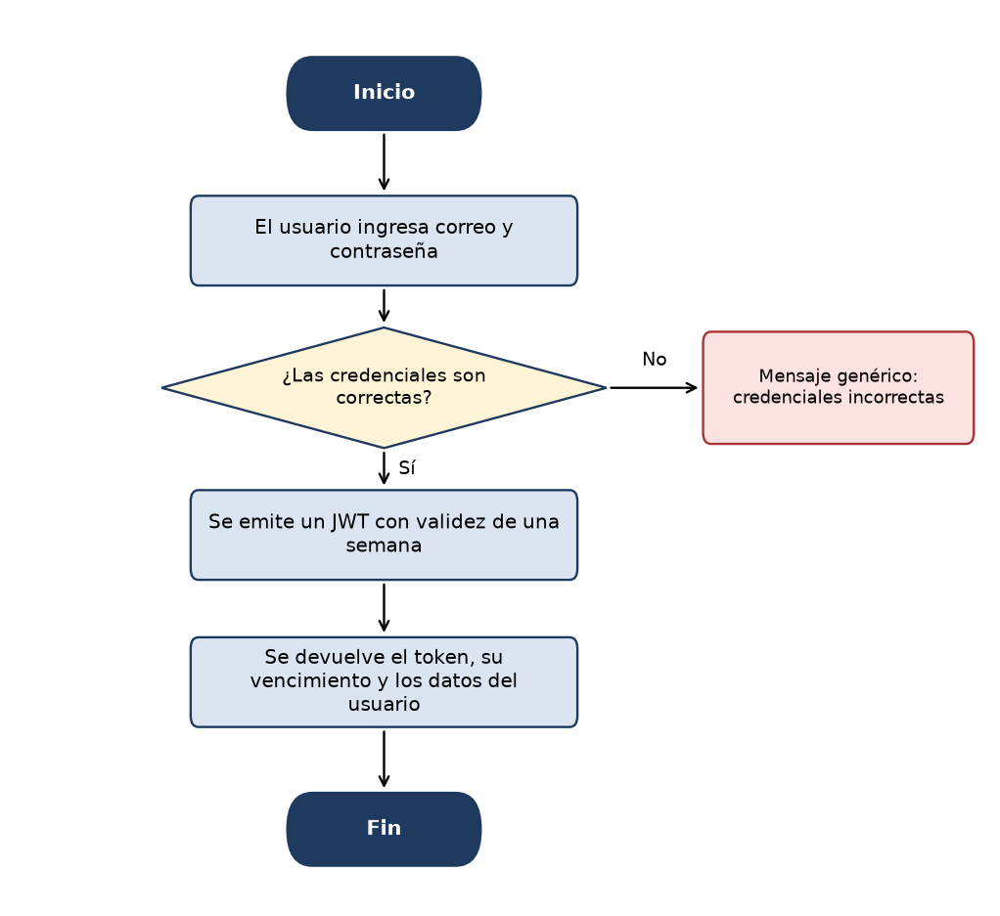 Inicio
El usuario ingresa correo y
contraseña
¿Las credenciales son
correctas?
No
Mensaje genérico:
credenciales incorrectas
Sí
Se emite un JWT con validez de una
semana
Se devuelve el token, su
vencimiento y los datos del
usuario
Fin